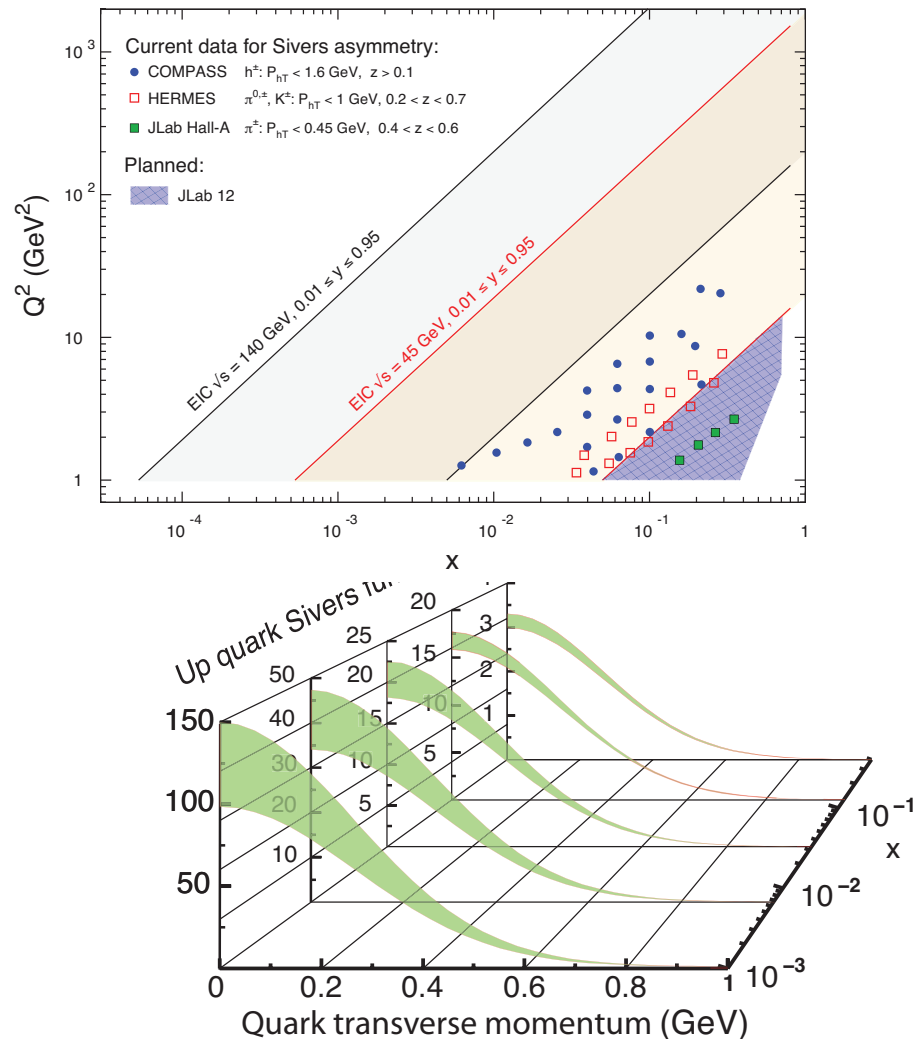 Current data for Sivers asymmetry:
COMPASS h±: PhT < 1.6 GeV, z > 0.1
HERMES π0,±, K±: PhT < 1 GeV, 0.2 < z < 0.7
JLab Hall-A π±: PhT < 0.45 GeV, 0.4 < z < 0.6
Planned:
JLab 12
Q2 (GeV2)
10 3
10 2
10
1
EIC √s = 140 GeV, 0.01 ≤ y ≤ 0.95
EIC √s = 45 GeV, 0.01 ≤ y ≤ 0.95
10-4 10-3 10-2 10-1 1
x
Up quark Sivers
150
100
50
50
40
30
20
10
25
20
15
10
5
20
15
10
5
3
2
1
0 0.2 0.4 0.6 0.8 1
Quark transverse momentum (GeV)
10-3
10-2
10-1
x